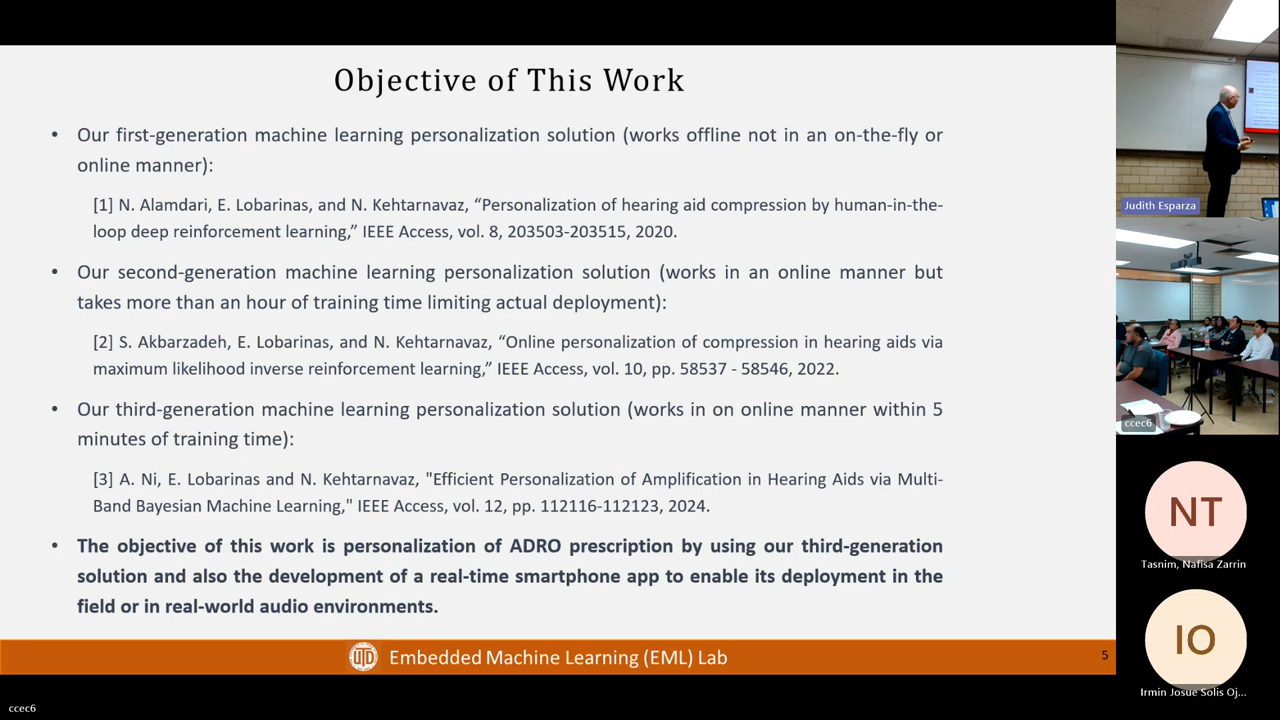 Objective of This Work
• Our first-generation machine learning personalization solution (works offline not in an on-the-fly or
online manner):
[1] N. Alamdari, E. Lobarinas, and N. Kehtarnavaz, “Personalization of hearing aid compression by human-in-the-
loop deep reinforcement learning,” IEEE Access, vol. 8, 203503-203515, 2020.
• Our second-generation machine learning personalization solution (works in an online manner but
takes more than an hour of training time limiting actual deployment):
[2] S. Akbarzadeh, E. Lobarinas, and N. Kehtarnavaz, “Online personalization of compression in hearing aids via
maximum likelihood inverse reinforcement learning,” IEEE Access, vol. 10, pp. 58537 - 58546, 2022.
• Our third-generation machine learning personalization solution (works in on online manner within 5
minutes of training time):
[3] A. Ni, E. Lobarinas and N. Kehtarnavaz, "Efficient Personalization of Amplification in Hearing Aids via Multi-
Band Bayesian Machine Learning," IEEE Access, vol. 12, pp. 112116-112123, 2024.
• The objective of this work is personalization of ADRO prescription by using our third-generation
solution and also the development of a real-time smartphone app to enable its deployment in the
field or in real-world audio environments.
UTD
Embedded Machine Learning (EML) Lab
5
ccec6
Judith Esparza
ccec6
NT
Tasnim, Nafisa Zarrin
IO
Irmin Josue Solis Oj...